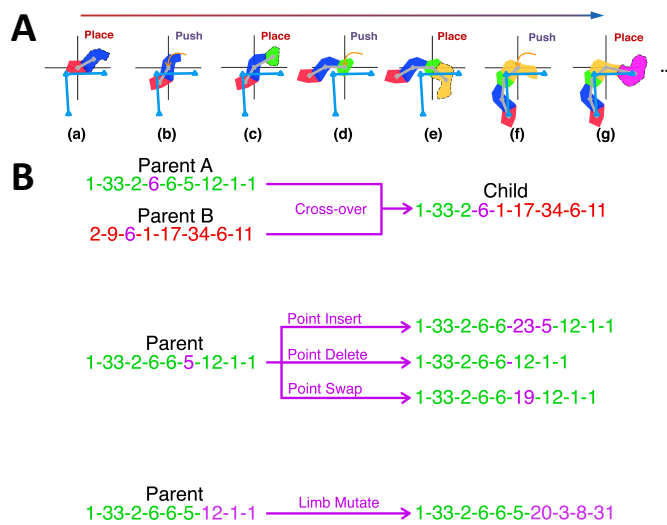 A
Place
Push
Place
Push
Place
Push
Place
...
(a)
(b)
(c)
(d)
(e)
(f)
(g)
B
Parent A
1-33-2-6-6-5-12-1-1
Parent B
2-9-6-1-17-34-6-11
Cross-over
Child
1-33-2-6-1-17-34-6-11
Parent
1-33-2-6-6-5-12-1-1
Point Insert
1-33-2-6-6-23-5-12-1-1
Point Delete
1-33-2-6-6-12-1-1
Point Swap
1-33-2-6-6-19-12-1-1
Parent
1-33-2-6-6-5-12-1-1
Limb Mutate
1-33-2-6-6-5-20-3-8-31